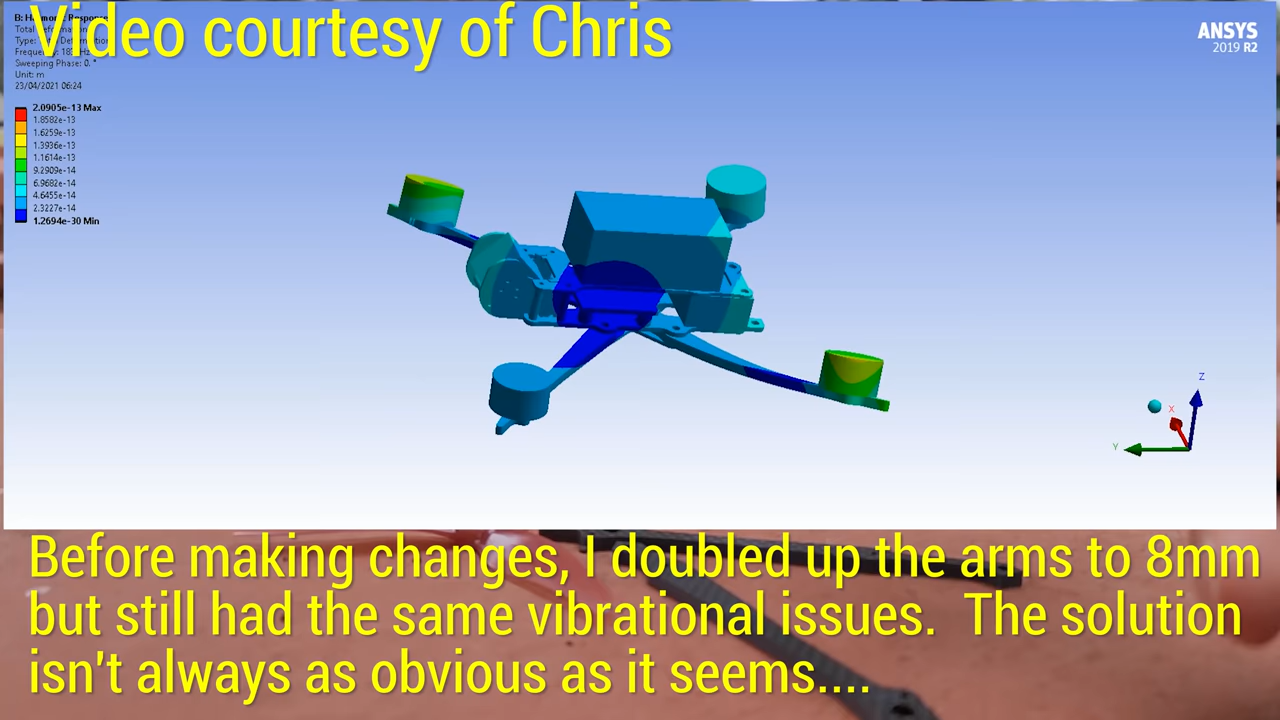 Video courtesy of Chris
ANSYS
2019 R2
Unit: m
23/04/2021 06:24
2.0905e-13 Max
1.8582e-13
1.6259e-13
1.3936e-13
1.1614e-13
9.2909e-14
6.9682e-14
4.6455e-14
2.3227e-14
1.2694e-30 Min
Z
X
Y
Before making changes, I doubled up the arms to 8mm
but still had the same vibrational issues. The solution
isn't always as obvious as it seems....